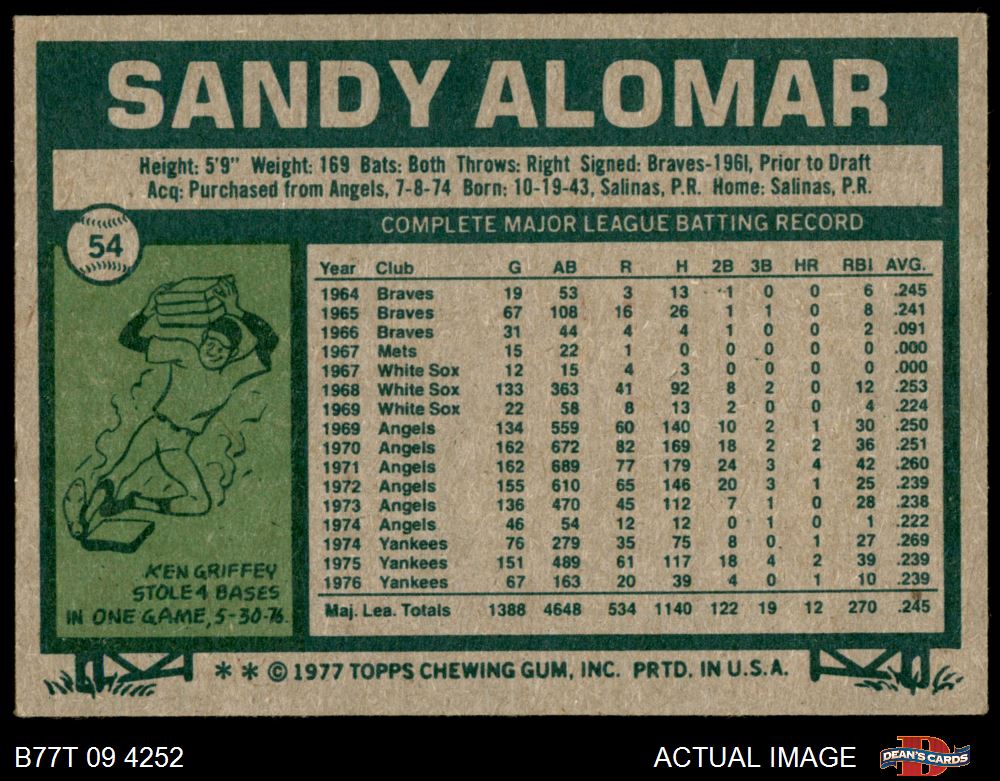 SANDY ALOMAR
Height: 5'9" Weight: 169 Bats: Both Throws: Right Signed: Braves-1961, Prior to Draft
Acq: Purchased from Angels, 7-8-74 Born: 10-19-43, Salinas, P.R. Home: Salinas, P.R.
54
COMPLETE MAJOR LEAGUE BATTING RECORD
Year Club G AB R H 2B 3B HR RBI AVG.
1964 Braves 19 53 3 13 1 0 0 6 .245
1965 Braves 67 108 16 26 1 1 0 8 .241
1966 Braves 31 44 4 4 1 0 0 2 .091
1967 Mets 15 22 1 0 0 0 0 0 .000
1967 White Sox 12 15 4 3 0 0 0 0 .000
1968 White Sox 133 363 41 92 8 2 0 12 .253
1969 White Sox 22 58 8 13 2 0 0 4 .224
1969 Angels 134 559 60 140 10 2 1 30 .250
1970 Angels 162 672 82 169 18 2 2 36 .251
1971 Angels 162 689 77 179 24 3 4 42 .260
1972 Angels 155 610 65 146 20 3 1 25 .239
1973 Angels 136 470 45 112 7 1 0 28 .238
1974 Angels 46 54 12 12 0 1 0 1 .222
1974 Yankees 76 279 35 75 8 0 1 27 .269
1975 Yankees 151 489 61 117 18 4 2 39 .239
1976 Yankees 67 163 20 39 4 0 1 10 .239
Maj. Lea. Totals 1388 4648 534 1140 122 19 12 270 .245
KEN GRIFFEY
STOLE 4 BASES
IN ONE GAME, 5-30-76.
* * © 1977 TOPPS CHEWING GUM, INC. PRTD. IN U.S.A.
B77T 09 4252
ACTUAL IMAGE
DEAN'S CARDS